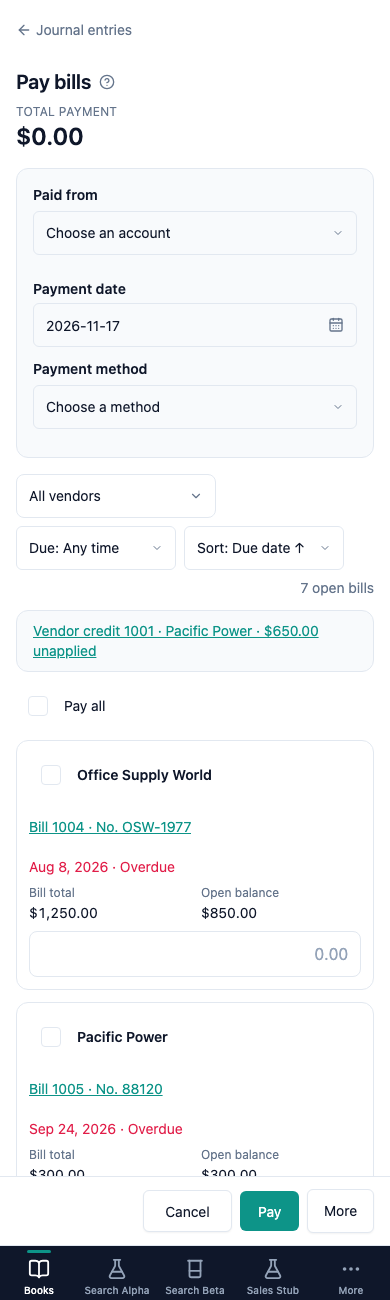 Journal entries
Pay bills
TOTAL PAYMENT
$0.00
Paid from
Choose an account
Payment date
2026-11-17
Payment method
Choose a method
All vendors
Due: Any time
Sort: Due date ↑
7 open bills
Vendor credit 1001 · Pacific Power · $650.00
unapplied
Pay all
Office Supply World
Bill 1004 · No. OSW-1977
Aug 8, 2026 · Overdue
Bill total Open balance
$1,250.00 $850.00
0.00
Pacific Power
Bill 1005 · No. 88120
Sep 24, 2026 · Overdue
Bill total Open balance
$300.00 $300.00
Cancel Pay More
Books Search Alpha Search Beta Sales Stub More